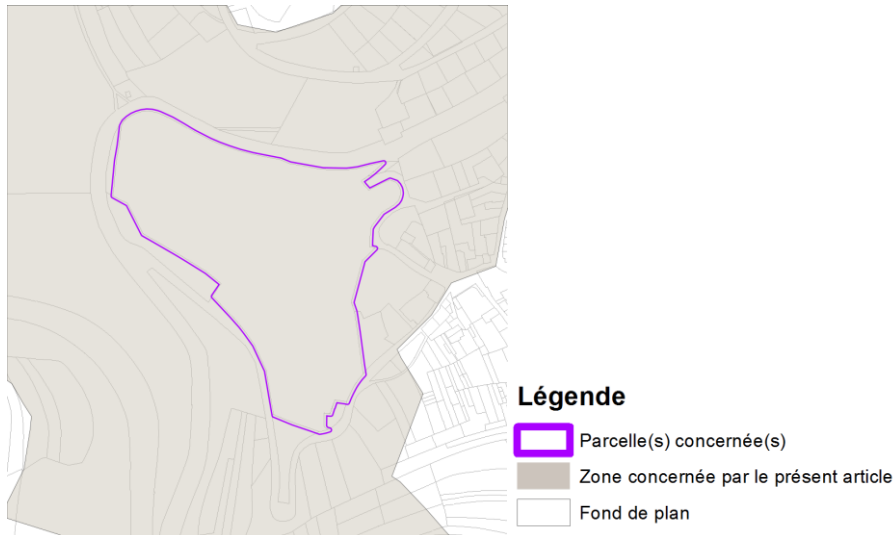 Légende
Parcelle(s) concernée(s)
Zone concernée par le présent article
Fond de plan